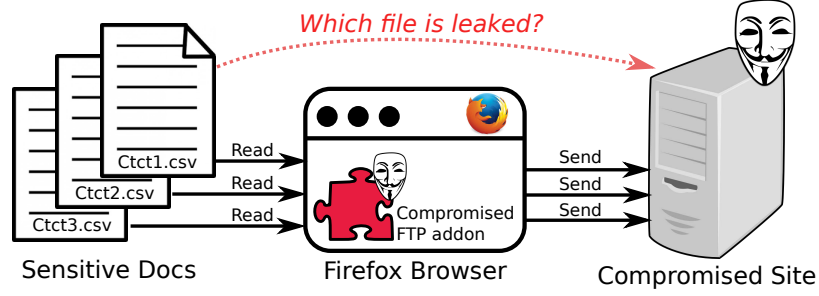 Which file is leaked?
Ctct1.csv
Ctct2.csv
Ctct3.csv
Read
Read
Read
Compromised
FTP addon
Send
Send
Send
Sensitive Docs
Firefox Browser
Compromised Site